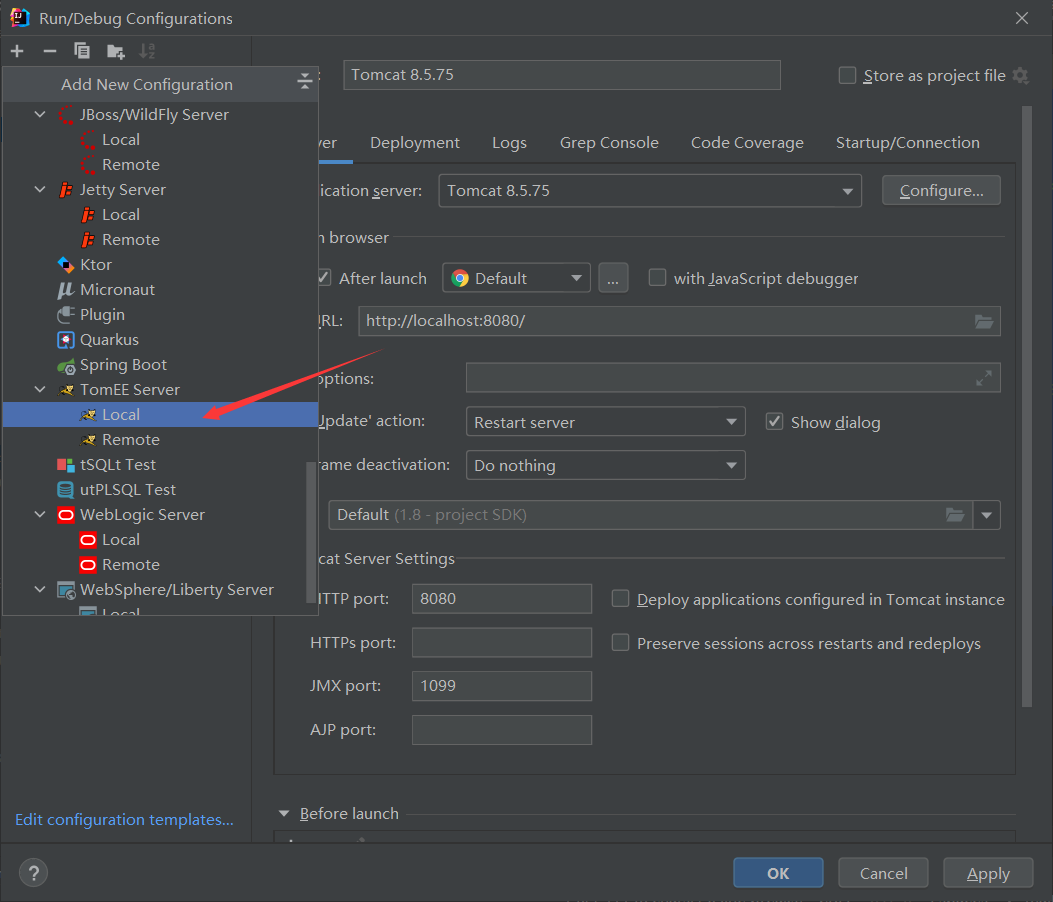 Run/Debug Configurations
Add New Configuration
JBoss/WildFly Server
Local
Remote
Jetty Server
Local
Remote
Ktor
Micronaut
Plugin
Quarkus
Spring Boot
TomEE Server
Local
Remote
tSQLt Test
utPLSQL Test
WebLogic Server
Local
Remote
WebSphere/Liberty Server
Local
Edit configuration templates...
Tomcat 8.5.75
Store as project file
ver
Deployment
Logs
Grep Console
Code Coverage
Startup/Connection
ication server:
Tomcat 8.5.75
Configure...
n browser
After launch
Default
...
with JavaScript debugger
RL:
http://localhost:8080/
options:
Update' action:
Restart server
Show dialog
rame deactivation:
Do nothing
Default (1.8 - project SDK)
cat Server Settings
HTTP port:
8080
Deploy applications configured in Tomcat instance
HTTPs port:
Preserve sessions across restarts and redeploys
JMX port:
1099
AJP port:
Before launch
?
OK
Cancel
Apply